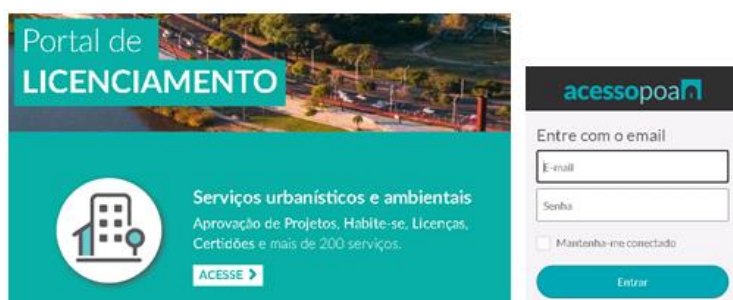 Portal de
LICENCIAMENTO
Serviços urbanísticos e ambientais
Aprovação de Projetos, Habite-se, Licenças,
Certidões e mais de 200 serviços.
ACESSE >
acessopoa
Entre com o email
E-mail
Senha
Mantenha-me conectado
Entrar